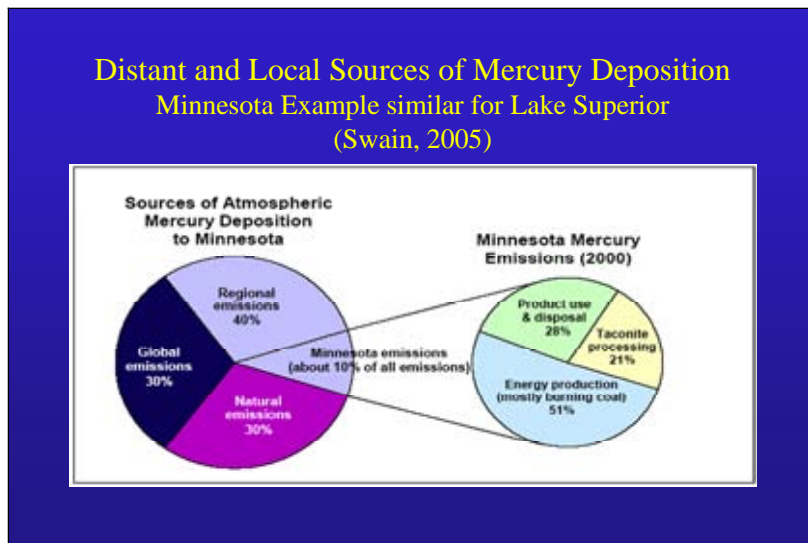 Distant and Local Sources of Mercury Deposition
Minnesota Example similar for Lake Superior
(Swain, 2005)
Sources of Atmospheric
Mercury Deposition
to Minnesota
Regional
emissions
40%
Global
emissions
30%
Natural
emissions
30%
Minnesota emissions
(about 10% of all emissions)
Minnesota Mercury
Emissions (2000)
Product use
& disposal
28%
Taconite
processing
21%
Energy production
(mostly burning coal)
51%